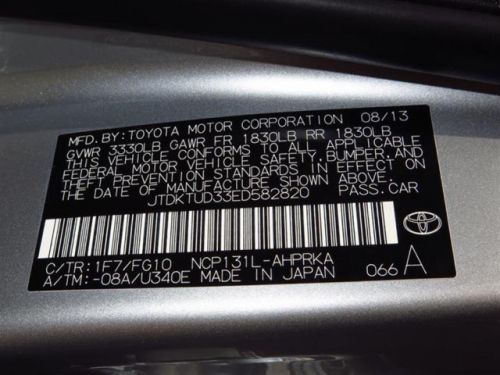 MFD. BY: TOYOTA MOTOR CORPORATION 08/13
GVWR 3330LB GAWR FR 1830LB RR 1830LB
THIS VEHICLE CONFORMS TO ALL APPLICABLE
FEDERAL MOTOR VEHICLE SAFETY, BUMPER, AND
THEFT PREVENTION STANDARDS IN EFFECT ON
THE DATE OF MANUFACTURE SHOWN ABOVE.
JTDKTUD33ED582820 PASS. CAR
C/TR: 1F7/FG10 NCP131L-AHPRKA
A/TM: -08A/U340E MADE IN JAPAN 066 A